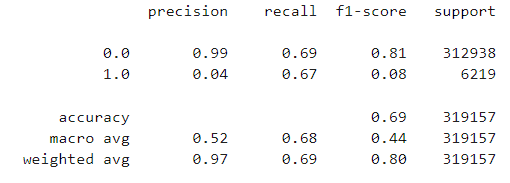 precision recall f1-score support
0.0 0.99 0.69 0.81 312938
1.0 0.04 0.67 0.08 6219
accuracy 0.69 319157
macro avg 0.52 0.68 0.44 319157
weighted avg 0.97 0.69 0.80 319157